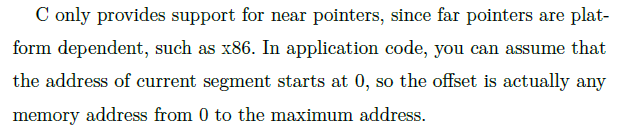 C only provides support for near pointers, since far pointers are plat-
form dependent, such as x86. In application code, you can assume that
the address of current segment starts at 0, so the offset is actually any
memory address from 0 to the maximum address.